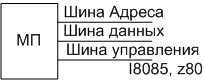 Шина Адреса
МП
Шина данных
Шина управления
I8085, z80